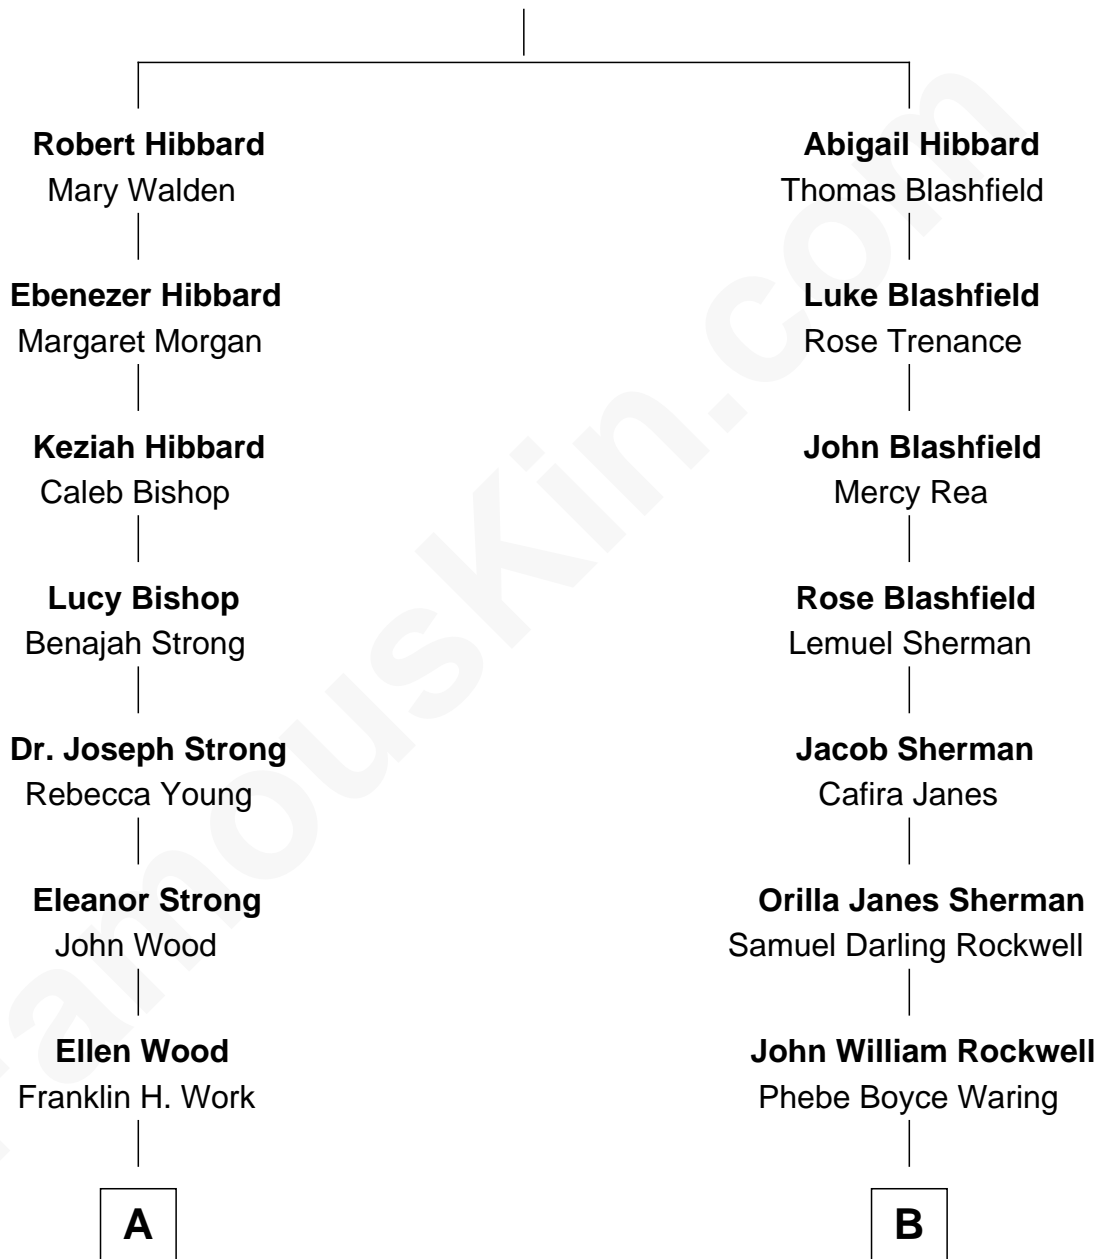 Robert Hibbard
Mary Walden
Abigail Hibbard
Thomas Blashfield
Ebenezer Hibbard
Margaret Morgan
Luke Blashfield
Rose Trenance
Keziah Hibbard
Caleb Bishop
John Blashfield
Mercy Rea
Lucy Bishop
Benajah Strong
Rose Blashfield
Lemuel Sherman
Dr. Joseph Strong
Rebecca Young
Jacob Sherman
Cafira Janes
Eleanor Strong
John Wood
Orilla Janes Sherman
Samuel Darling Rockwell
Ellen Wood
Franklin H. Work
John William Rockwell
Phebe Boyce Waring
A
B
FamousKin.com